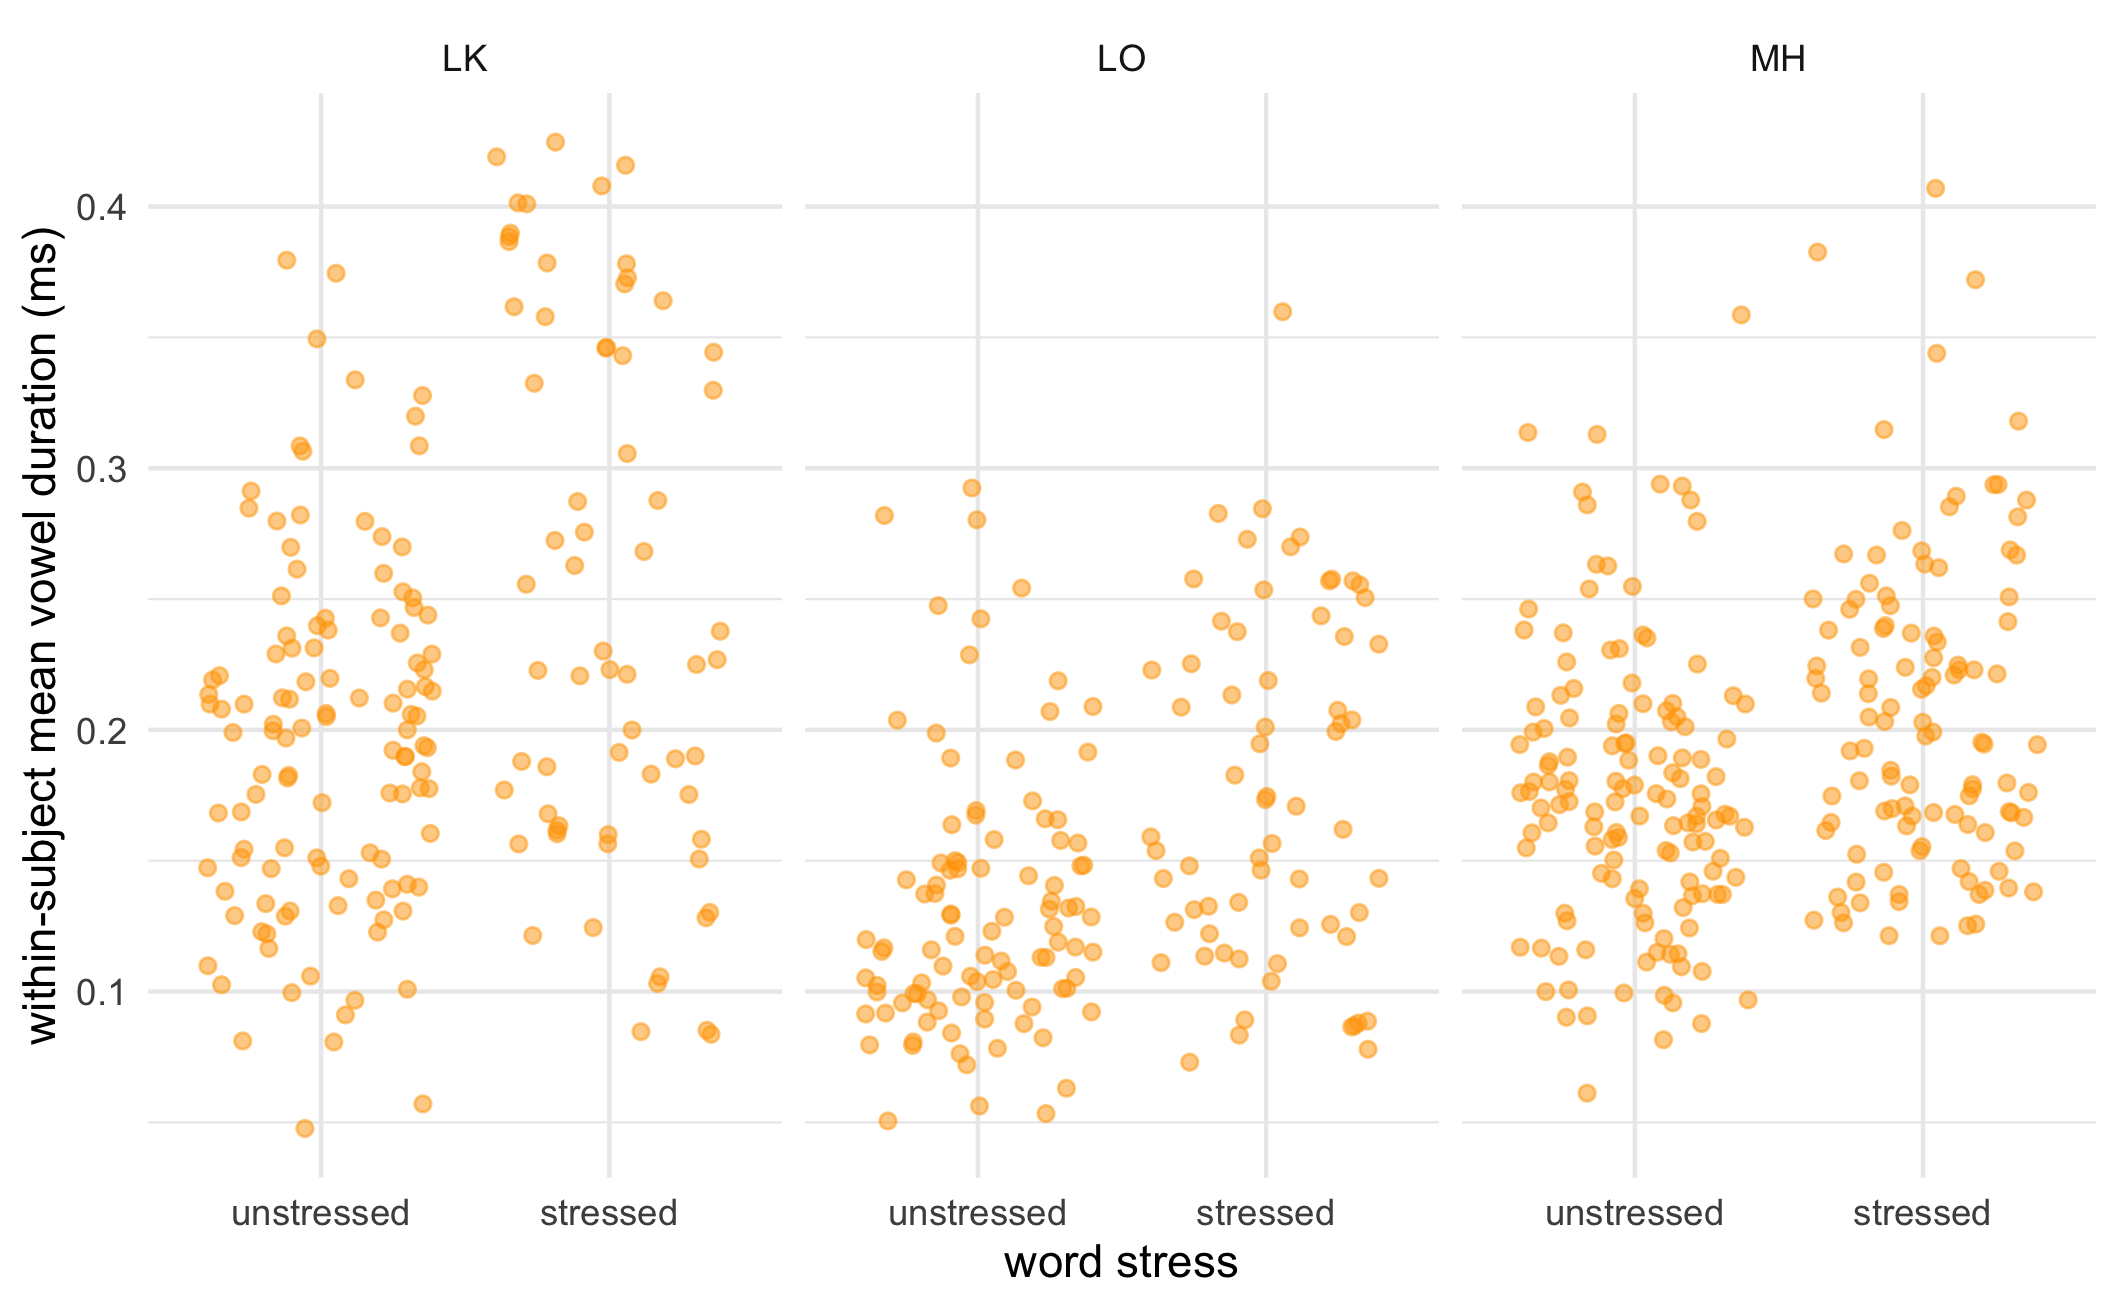 LK LO MH
within-subject mean vowel duration (ms)
0.4
0.3
0.2
0.1
unstressed stressed unstressed stressed unstressed stressed
word stress